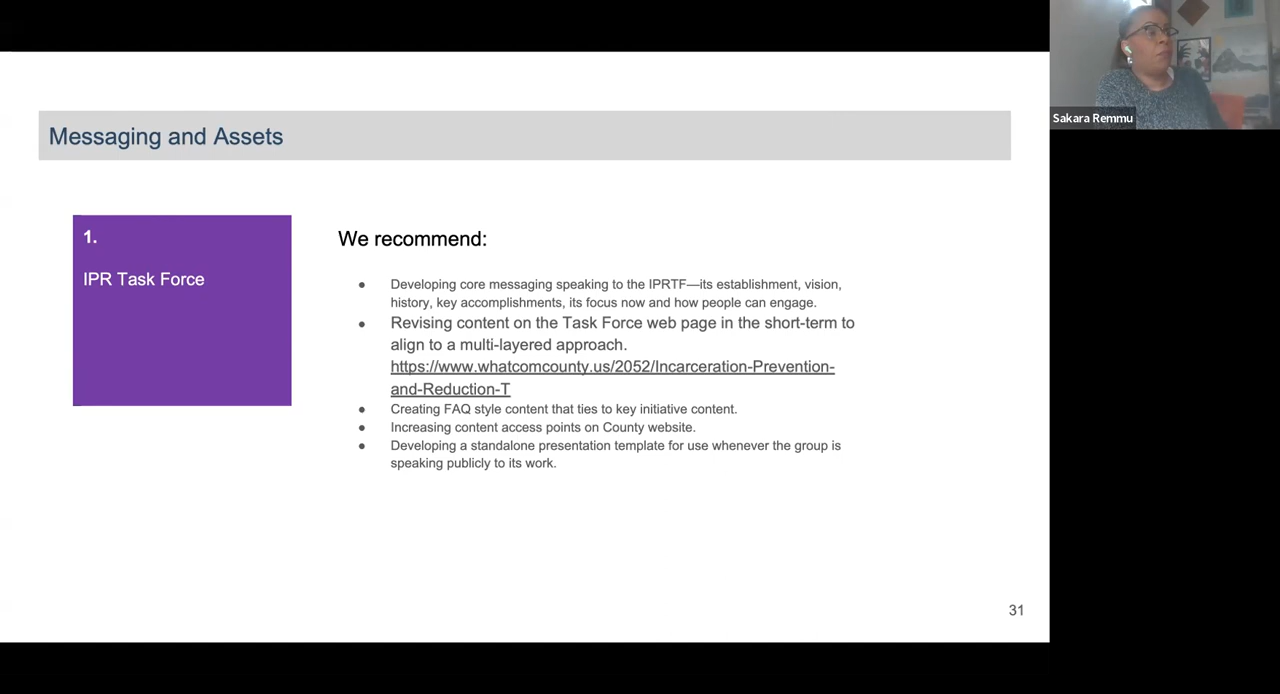 Messaging and Assets
1.
IPR Task Force
We recommend:
● Developing core messaging speaking to the IPRTF—its establishment, vision,
history, key accomplishments, its focus now and how people can engage.
● Revising content on the Task Force web page in the short-term to
align to a multi-layered approach.
https://www.whatcomcounty.us/2052/Incarceration-Prevention-
and-Reduction-T
● Creating FAQ style content that ties to key initiative content.
● Increasing content access points on County website.
● Developing a standalone presentation template for use whenever the group is
speaking publicly to its work.
31
Sakara Remmu